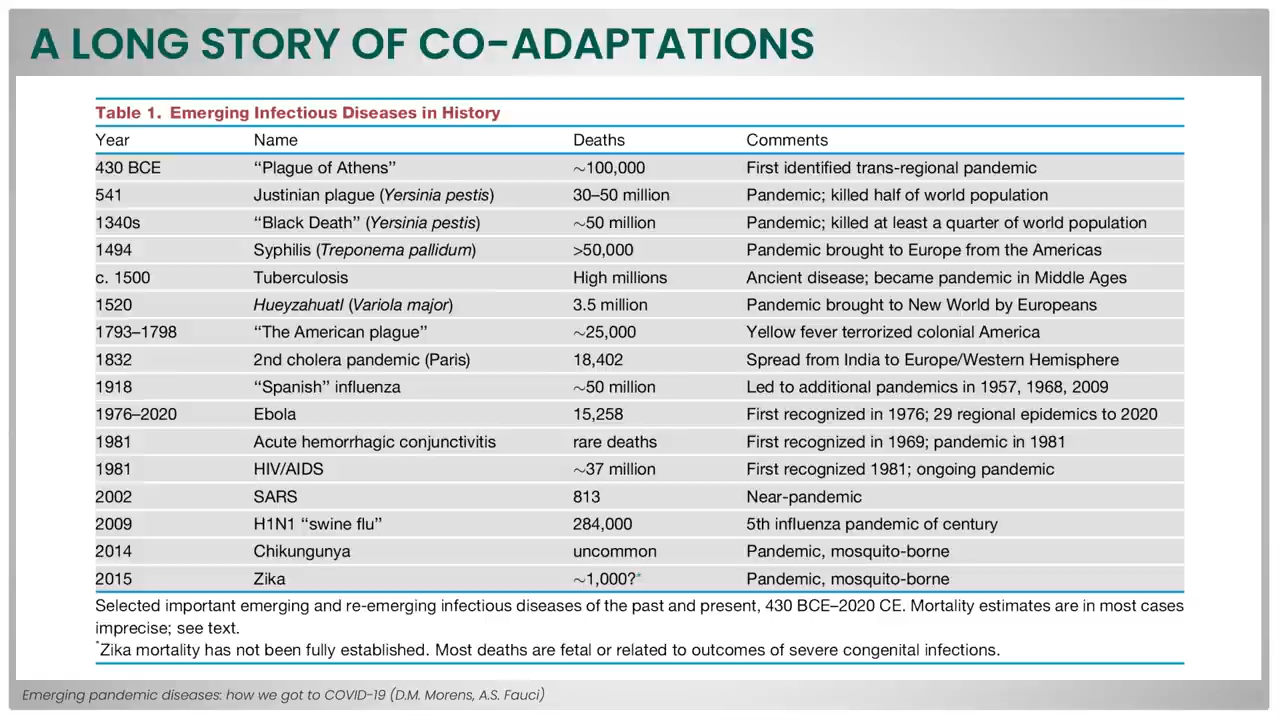 A LONG STORY OF CO-ADAPTATIONS
Table 1. Emerging Infectious Diseases in History
Year Name Deaths Comments
430 BCE “Plague of Athens” ~100,000 First identified trans-regional pandemic
541 Justinian plague (Yersinia pestis) 30–50 million Pandemic; killed half of world population
1340s “Black Death” (Yersinia pestis) ~50 million Pandemic; killed at least a quarter of world population
1494 Syphilis (Treponema pallidum) >50,000 Pandemic brought to Europe from the Americas
c. 1500 Tuberculosis High millions Ancient disease; became pandemic in Middle Ages
1520 Hueyzahuatl (Variola major) 3.5 million Pandemic brought to New World by Europeans
1793–1798 “The American plague” ~25,000 Yellow fever terrorized colonial America
1832 2nd cholera pandemic (Paris) 18,402 Spread from India to Europe/Western Hemisphere
1918 “Spanish” influenza ~50 million Led to additional pandemics in 1957, 1968, 2009
1976–2020 Ebola 15,258 First recognized in 1976; 29 regional epidemics to 2020
1981 Acute hemorrhagic conjunctivitis rare deaths First recognized in 1969; pandemic in 1981
1981 HIV/AIDS ~37 million First recognized 1981; ongoing pandemic
2002 SARS 813 Near-pandemic
2009 H1N1 “swine flu” 284,000 5th influenza pandemic of century
2014 Chikungunya uncommon Pandemic, mosquito-borne
2015 Zika ~1,000?* Pandemic, mosquito-borne
Selected important emerging and re-emerging infectious diseases of the past and present, 430 BCE–2020 CE. Mortality estimates are in most cases
imprecise; see text.
*Zika mortality has not been fully established. Most deaths are fetal or related to outcomes of severe congenital infections.
Emerging pandemic diseases: how we got to COVID-19 (D.M. Morens, A.S. Fauci)